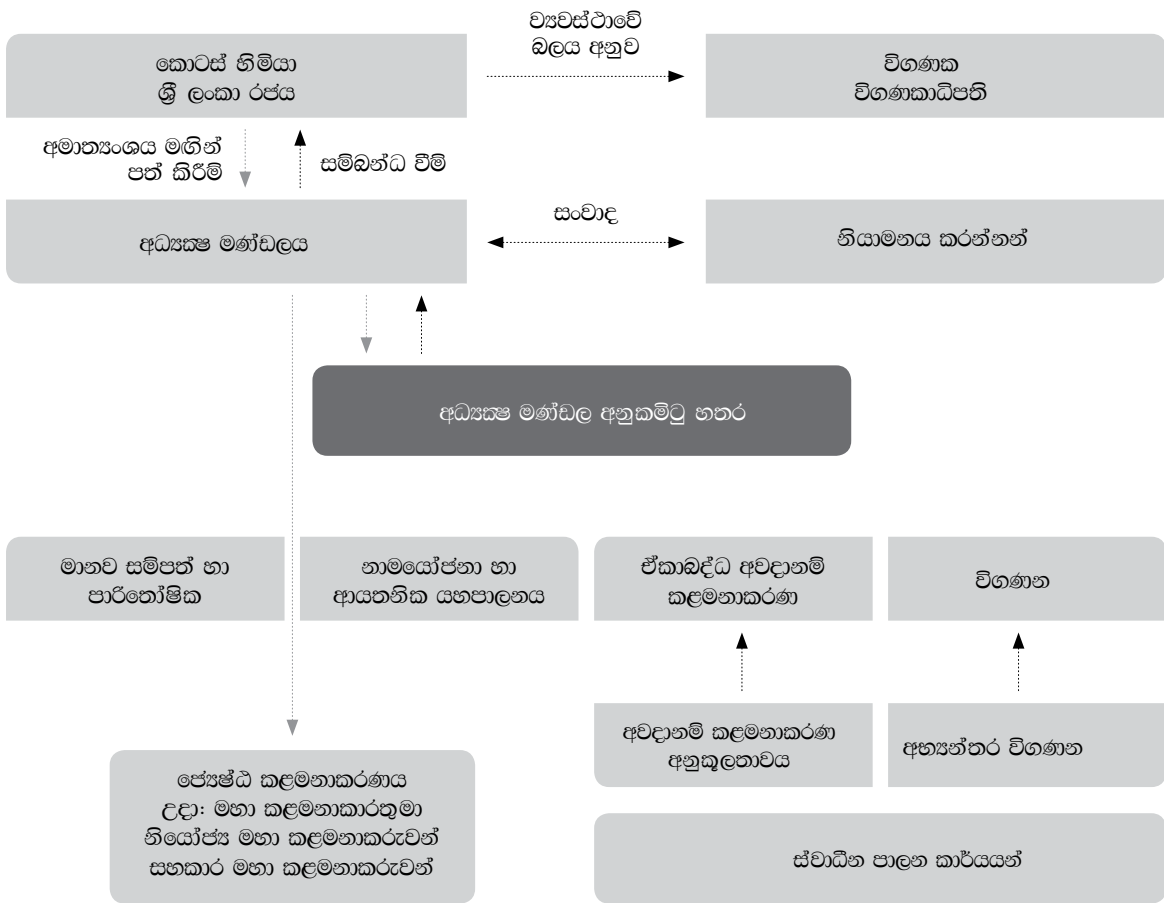 ව්‍යවස්ථාවේ
බලය අනුව
කොටස් හිමියා
ශ්‍රී ලංකා රජය
විගණක
විගණකාධිපති
අමාත්‍යංශය මඟින්
පත් කිරීම්
සම්බන්ධ වීම්
සංවාද
අධ්‍යක්‍ෂ මණ්ඩලය
නියාමනය කරන්නන්
අධ්‍යක්‍ෂ මණ්ඩල අනුකමිටු හතර
මානව සම්පත් හා
පාරිතෝෂික
නාමයෝජනා හා
ආයතනික යහපාලනය
ඒකාබද්ධ අවදානම්
කළමනාකරණ
විගණන
අවදානම් කළමනාකරණ
අනුකූලතාවය
අභ්‍යන්තර විගණන
ජ්‍යෙෂ්ඨ කළමනාකරණය
උදා: මහා කළමනාකාරතුමා
නියෝජ්‍ය මහා කළමනාකරුවන්
සහකාර මහා කළමනාකරුවන්
ස්වාධීන පාලන කාර්යයන්